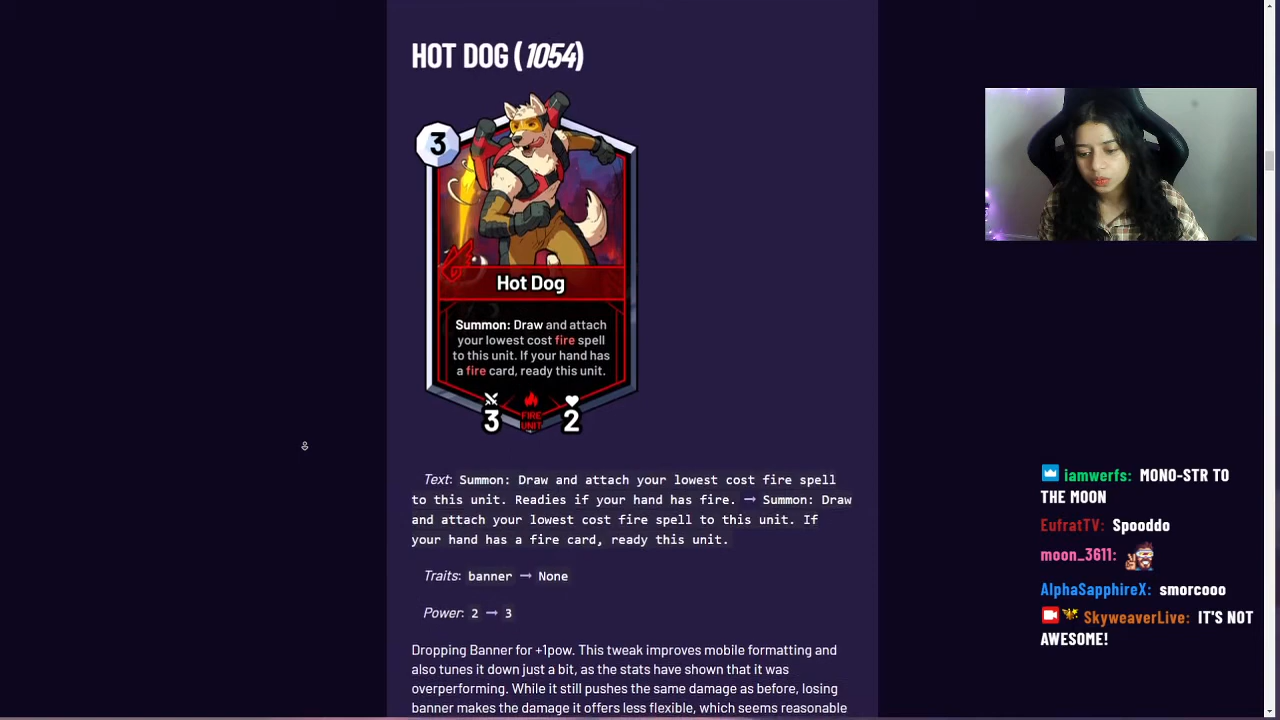 HOT DOG (1054)
3
Hot Dog
Summon: Draw and attach
your lowest cost fire spell
to this unit. If your hand has
a fire card, ready this unit.
3
FIRE
UNIT
2
Text: Summon: Draw and attach your lowest cost fire spell
to this unit. Readies if your hand has fire. → Summon: Draw
and attach your lowest cost fire spell to this unit. If
your hand has a fire card, ready this unit.
Traits: banner → None
Power: 2 → 3
Dropping Banner for +1pow. This tweak improves mobile formatting and
also tunes it down just a bit, as the stats have shown that it was
overperforming. While it still pushes the same damage as before, losing
banner makes the damage it offers less flexible, which seems reasonable
iamwerfs: MONO-STR TO
THE MOON
EufratTV: Spooddo
moon_3611:
AlphaSapphireX: smorcooo
SkyweaverLive: IT'S NOT
AWESOME!